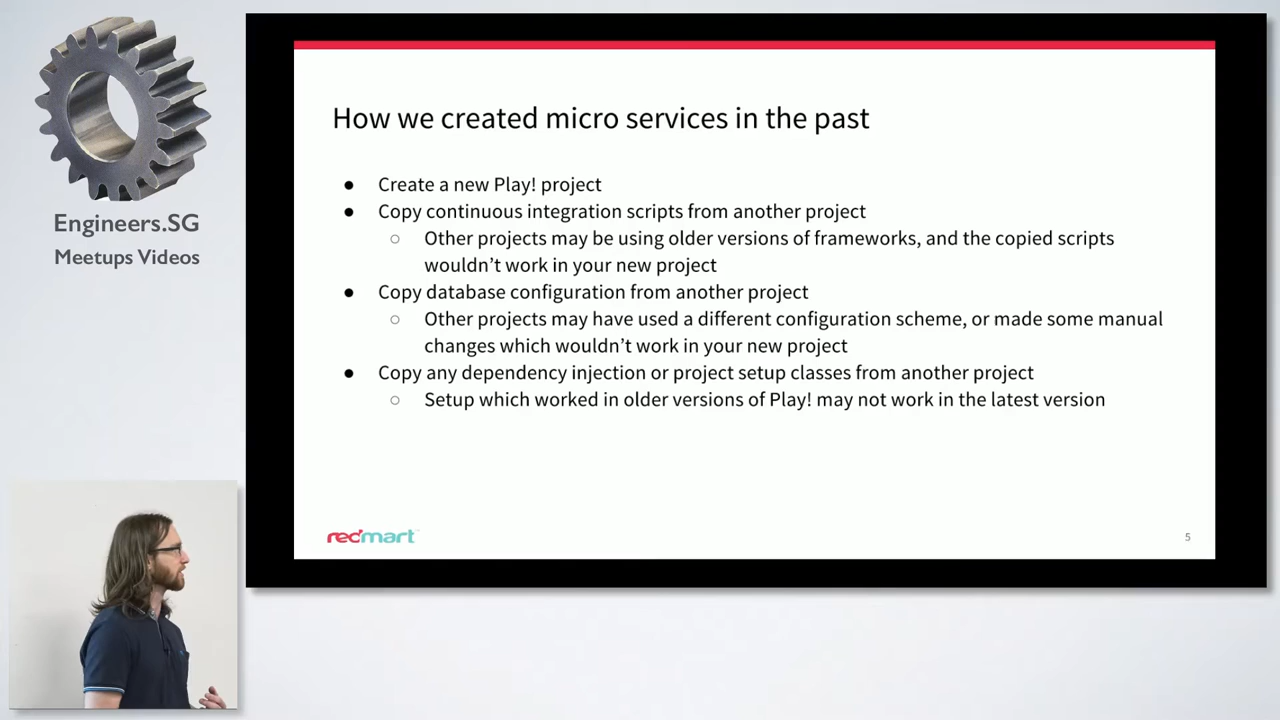 Engineers.SG
Meetups Videos
How we created micro services in the past
● Create a new Play! project
● Copy continuous integration scripts from another project
○ Other projects may be using older versions of frameworks, and the copied scripts
wouldn't work in your new project
● Copy database configuration from another project
○ Other projects may have used a different configuration scheme, or made some manual
changes which wouldn't work in your new project
● Copy any dependency injection or project setup classes from another project
○ Setup which worked in older versions of Play! may not work in the latest version
redmart
5